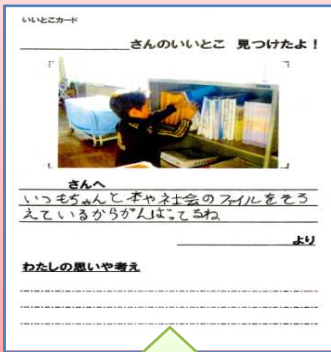 いいとこカード
さんのいいとこ 見つけたよ！
さんへ
いつもちゃんと本や社会のファイルをそろ
えているからがんばってるね
より
わたしの思いや考え